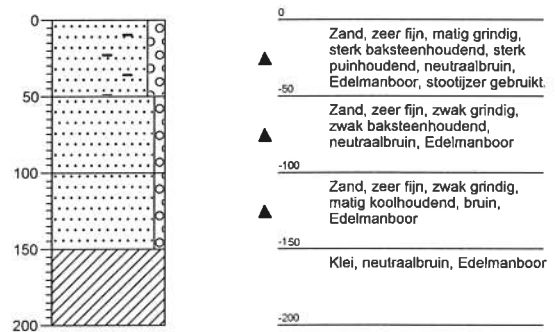 0
50
100
150
200
0
Zand, zeer fijn, matig grindig,
sterk baksteenhoudend, sterk
puinhoudend, neutraalbruin,
Edelmanboor, stootijzer gebruikt.
-50
Zand, zeer fijn, zwak grindig,
zwak baksteenhoudend,
neutraalbruin, Edelmanboor
-100
Zand, zeer fijn, zwak grindig,
matig koolhoudend, bruin,
Edelmanboor
-150
Klei, neutraalbruin, Edelmanboor
-200